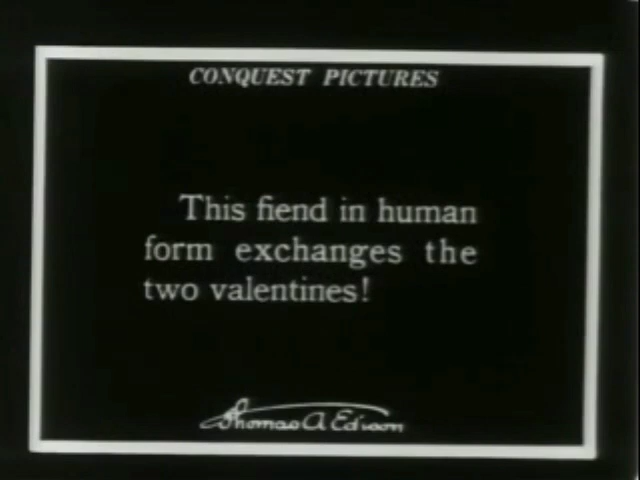 CONQUEST PICTURES
This fiend in human
form exchanges the
two valentines!
Thomas A Edison